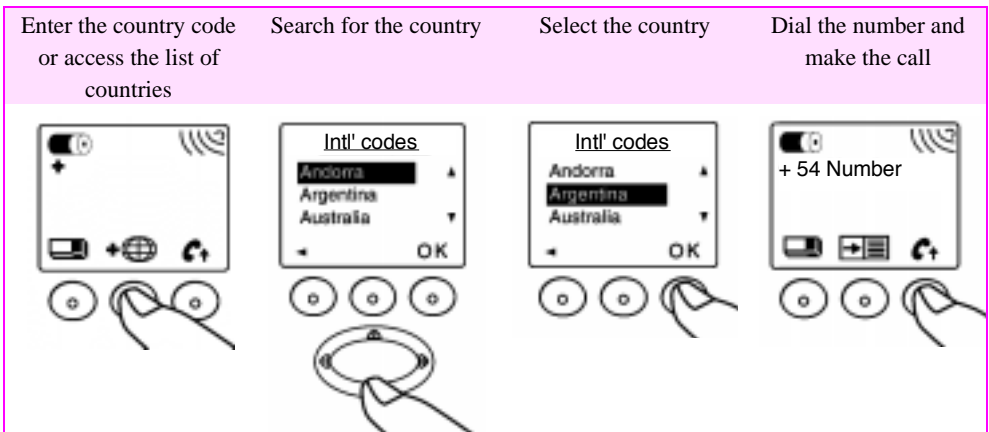 Enter the country code
or access the list of
countries
Search for the country
Select the country
Dial the number and
make the call
+
+
Intl' codes
Andorra
Argentina
Australia
OK
Intl' codes
Andorra
Argentina
Australia
OK
+ 54 Number